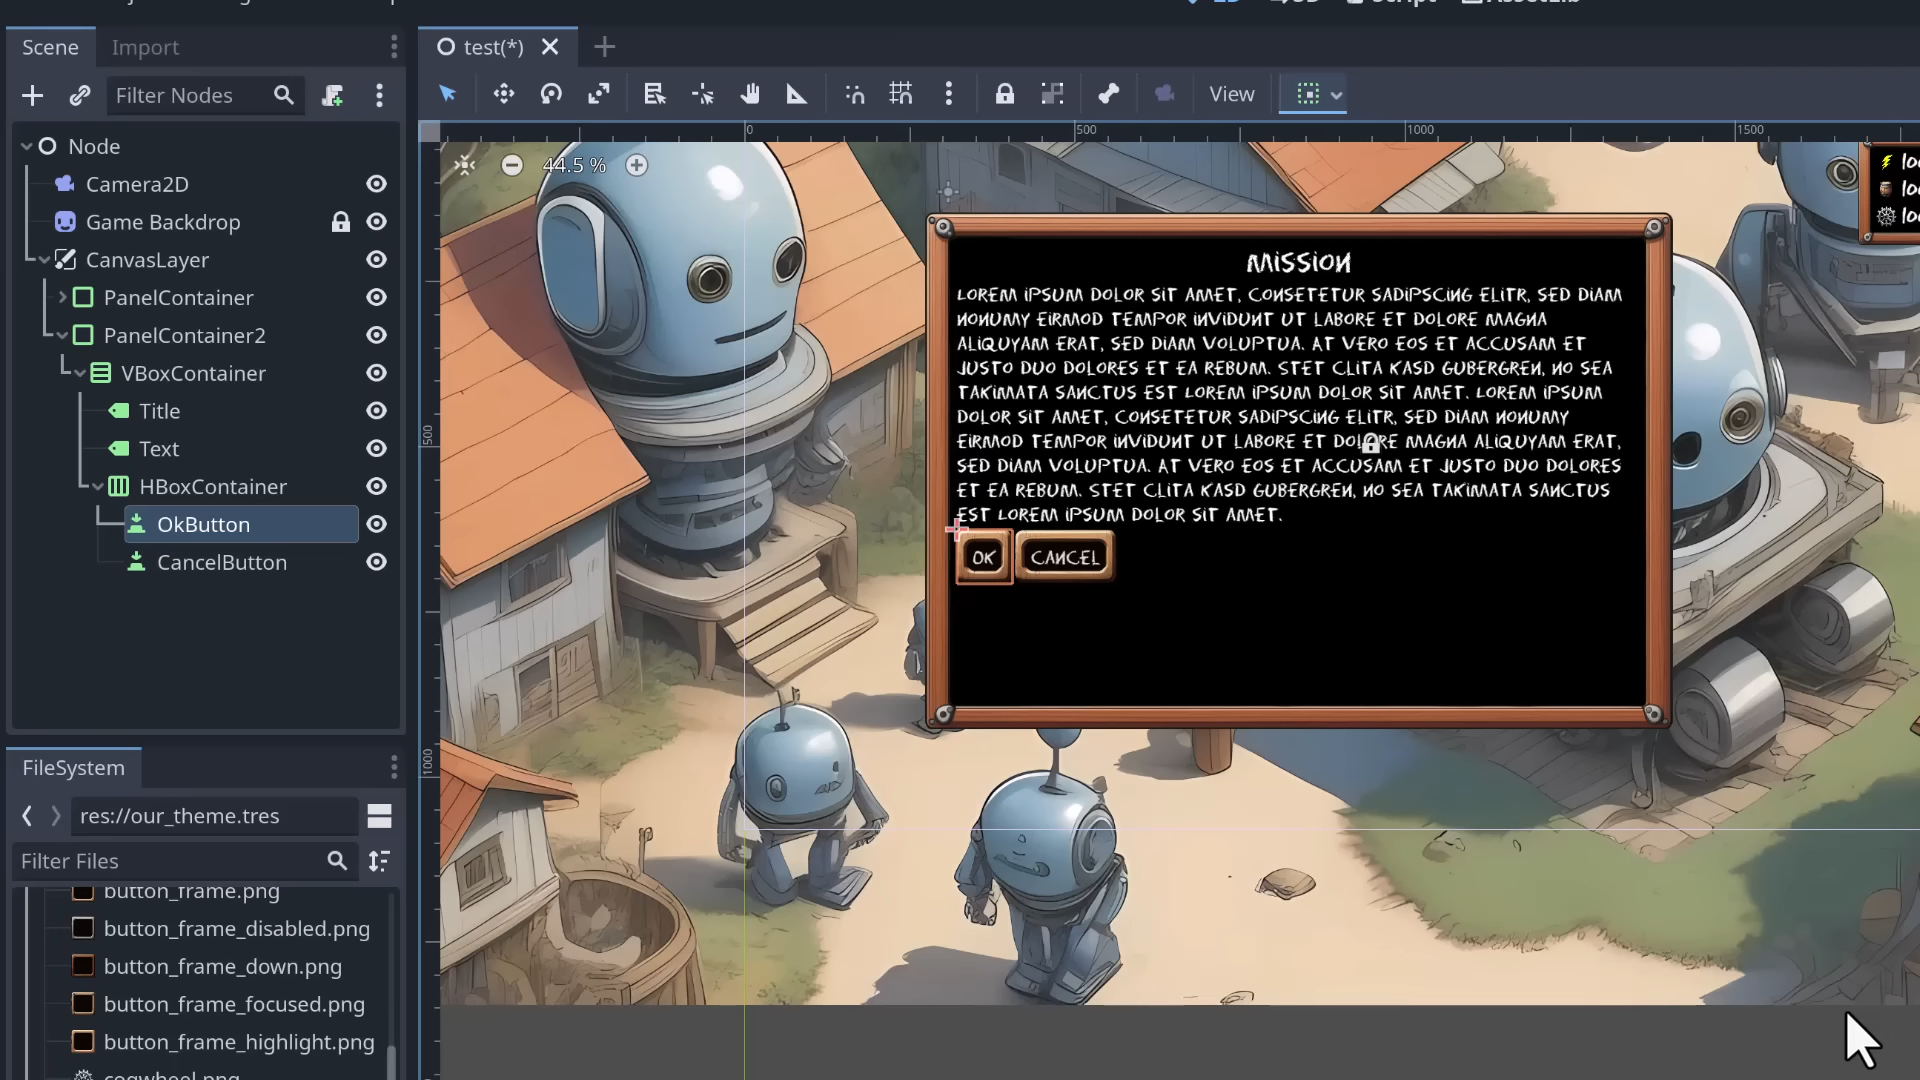 Scene
Import
test(*)
Filter Nodes
View
Node
Camera2D
Game Backdrop
CanvasLayer
PanelContainer
PanelContainer2
VBoxContainer
Title
Text
HBoxContainer
OkButton
CancelButton
FileSystem
res://our_theme.tres
Filter Files
button_frame.png
button_frame_disabled.png
button_frame_down.png
button_frame_focused.png
button_frame_highlight.png
cogwheel.png
0
500
1000
1500
44.5 %
500
1000
MISSION
LOREM IPSUM DOLOR SIT AMET, CONSETETUR SADIPSCING ELITR, SED DIAM
NONUMY EIRMOD TEMPOR INVIDUNT UT LABORE ET DOLORE MAGNA
ALIQUYAM ERAT, SED DIAM VOLUPTUA. AT VERO EOS ET ACCUSAM ET
JUSTO DUO DOLORES ET EA REBUM. STET CLITA KASD GUBERGREN, NO SEA
TAKIMATA SANCTUS EST LOREM IPSUM DOLOR SIT AMET. LOREM IPSUM
DOLOR SIT AMET, CONSETETUR SADIPSCING ELITR, SED DIAM NONUMY
EIRMOD TEMPOR INVIDUNT UT LABORE ET DOLORE MAGNA ALIQUYAM ERAT,
SED DIAM VOLUPTUA. AT VERO EOS ET ACCUSAM ET JUSTO DUO DOLORES
ET EA REBUM. STET CLITA KASD GUBERGREN, NO SEA TAKIMATA SANCTUS
EST LOREM IPSUM DOLOR SIT AMET.
OK
CANCEL